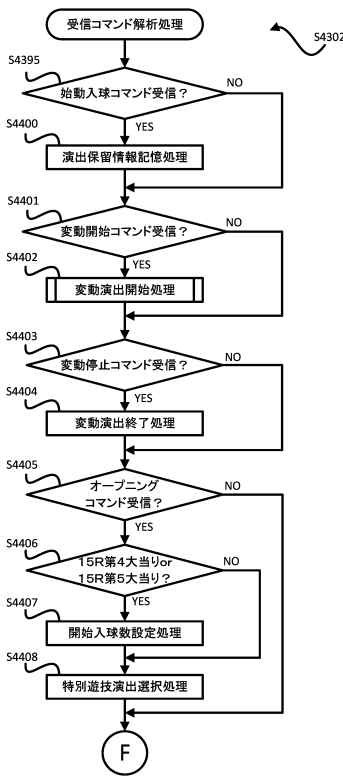 受信コマンド解析処理
S4302
S4395
始動入球コマンド受信？
NO
YES
S4400
演出保留情報記憶処理
S4401
変動開始コマンド受信？
NO
YES
S4402
変動演出開始処理
S4403
変動停止コマンド受信？
NO
YES
S4404
変動演出終了処理
S4405
オープニング
コマンド受信？
NO
YES
S4406
１５Ｒ第４大当りor
１５Ｒ第５大当り？
NO
YES
S4407
開始入球数設定処理
S4408
特別遊技演出選択処理
F